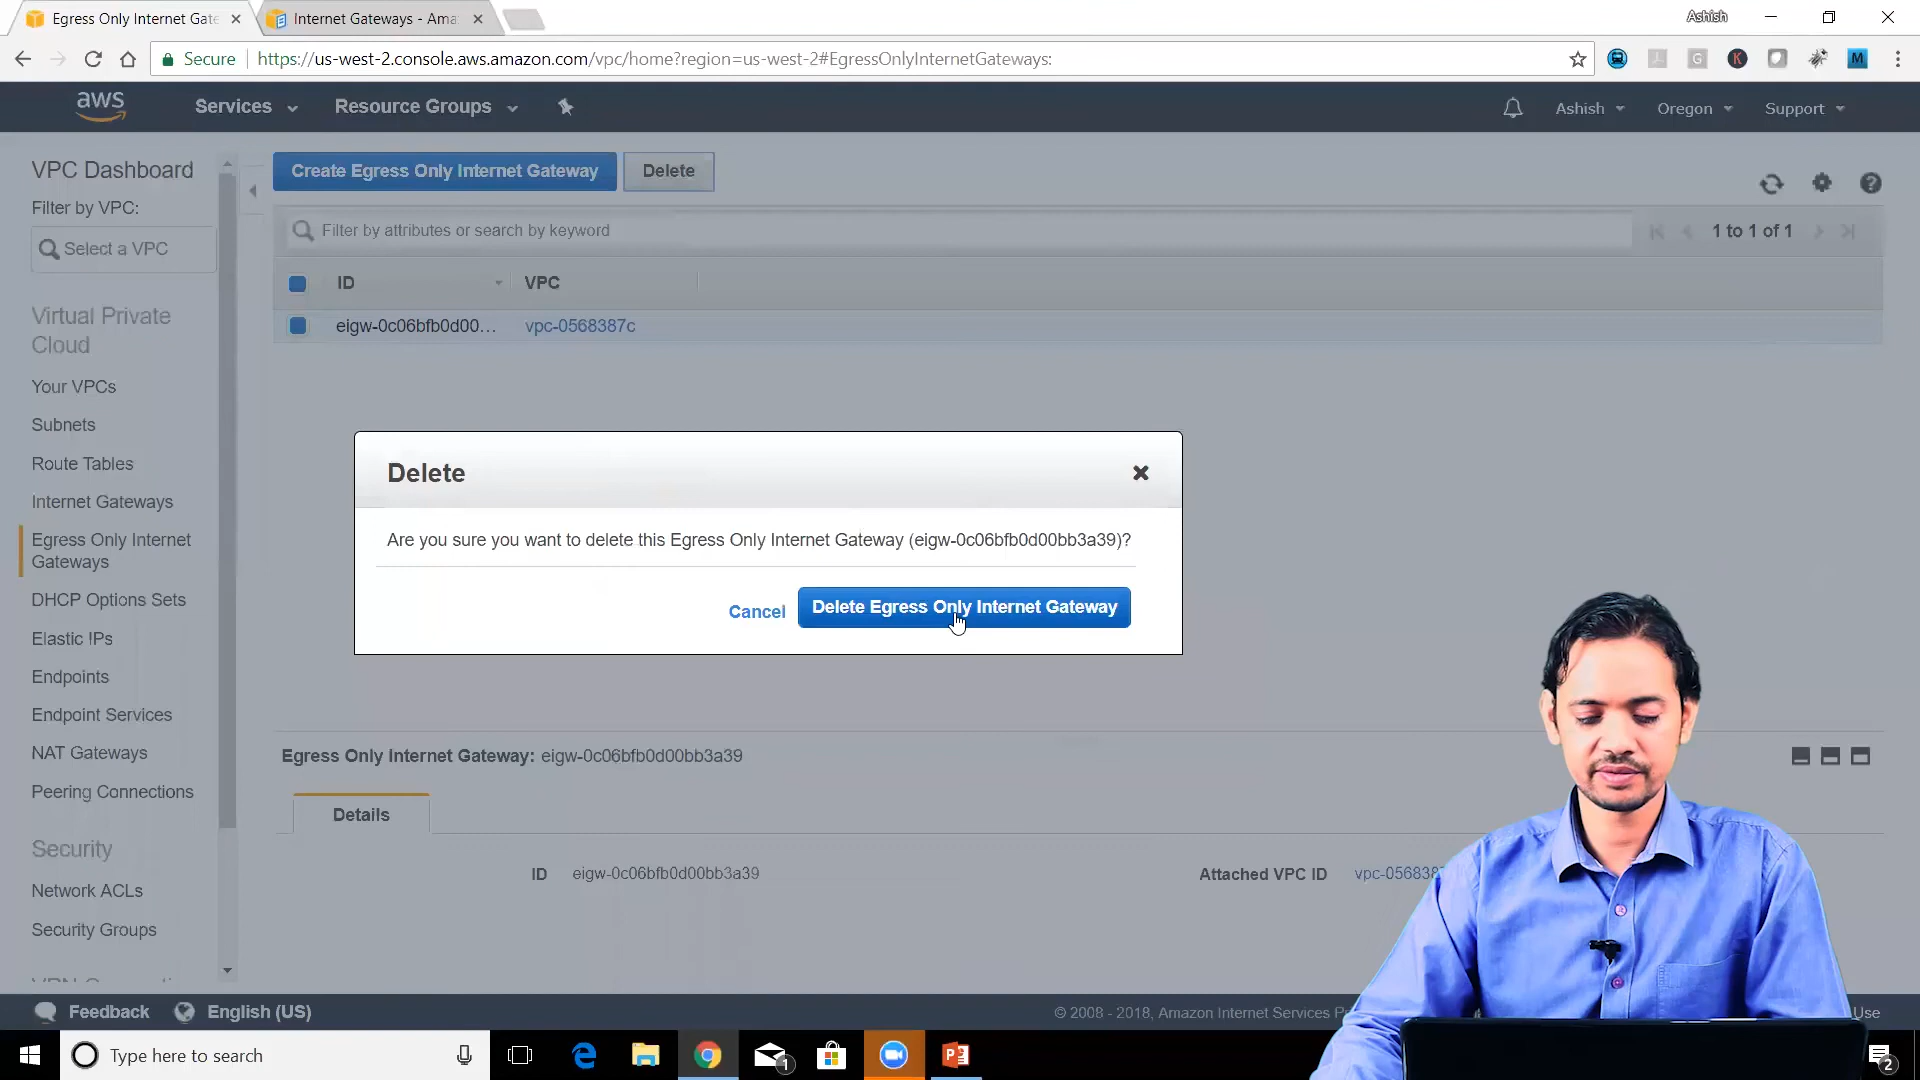 Egress Only Internet Gate
Internet Gateways - Ama
Ashish
Secure
https://us-west-2.console.aws.amazon.com/vpc/home?region=us-west-2#EgressOnlyInternetGateways:
aws
Services
Resource Groups
Ashish
Oregon
Support
VPC Dashboard
Filter by VPC:
Select a VPC
Virtual Private
Cloud
Your VPCs
Subnets
Route Tables
Internet Gateways
Egress Only Internet
Gateways
DHCP Options Sets
Elastic IPs
Endpoints
Endpoint Services
NAT Gateways
Peering Connections
Security
Network ACLs
Security Groups
Create Egress Only Internet Gateway
Delete
Filter by attributes or search by keyword
1 to 1 of 1
ID VPC
eigw-0c06bfb0d00... vpc-0568387c
Delete
Are you sure you want to delete this Egress Only Internet Gateway (eigw-0c06bfb0d00bb3a39)?
Cancel
Delete Egress Only Internet Gateway
Egress Only Internet Gateway: eigw-0c06bfb0d00bb3a39
Details
ID eigw-0c06bfb0d00bb3a39
Attached VPC ID vpc-056838
Feedback
English (US)
© 2008 - 2018, Amazon Internet Services
Use
Type here to search
1
2